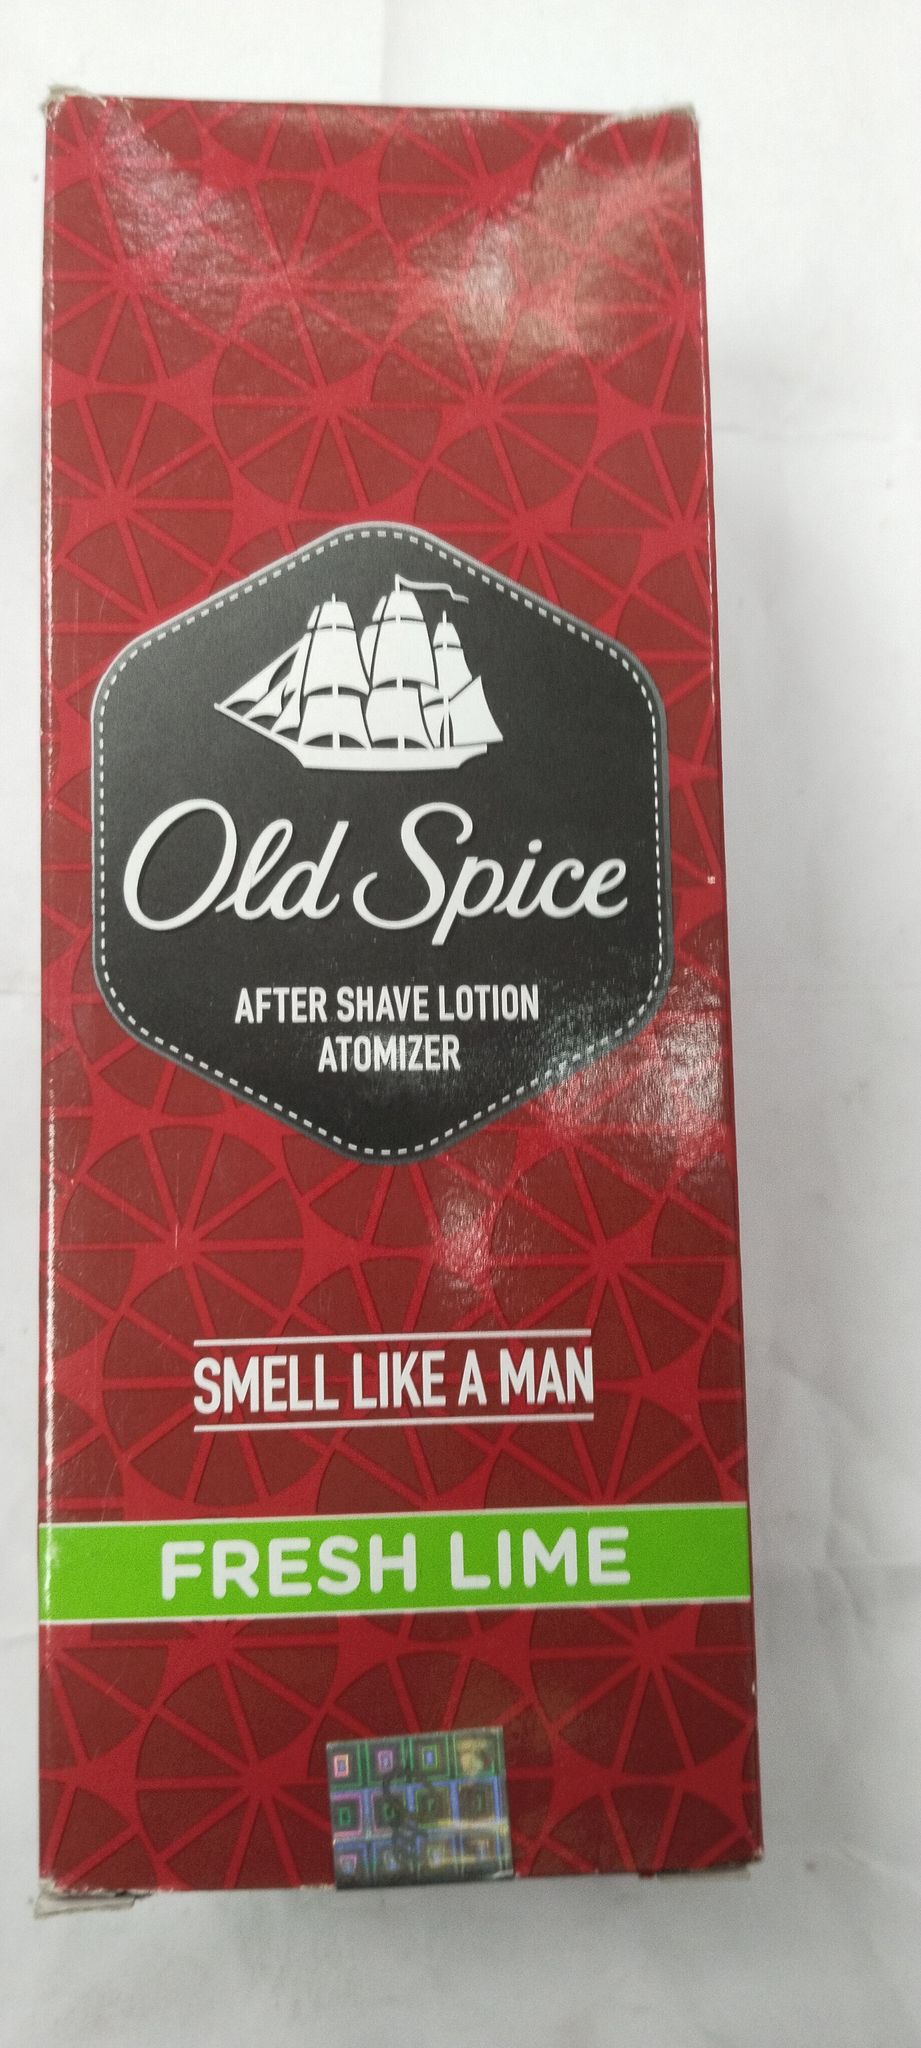 Old Spice
AFTER SHAVE LOTION
ATOMIZER
SMELL LIKE A MAN
FRESH LIME